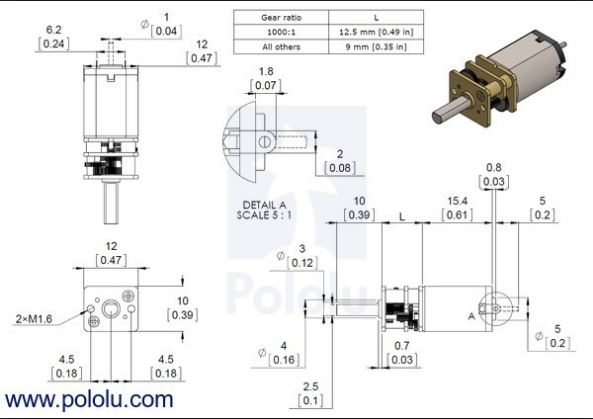 1
Ø [0.04]
6.2
[0.24]
12
[0.47]
Gear ratio L
1000:1 12.5 mm [0.49 in]
All others 9 mm [0.35 in]
1.8
[0.07]
2
[0.08]
DETAIL A
SCALE 5 : 1
0.8
[0.03]
10
[0.39]
L
15.4
[0.61]
5
[0.2]
3
Ø [0.12]
12
[0.47]
10
[0.39]
2×M1.6
4.5
[0.18]
4.5
[0.18]
A
4
Ø [0.16]
0.7
[0.03]
5
Ø [0.2]
2.5
[0.1]
Pololu
www.pololu.com